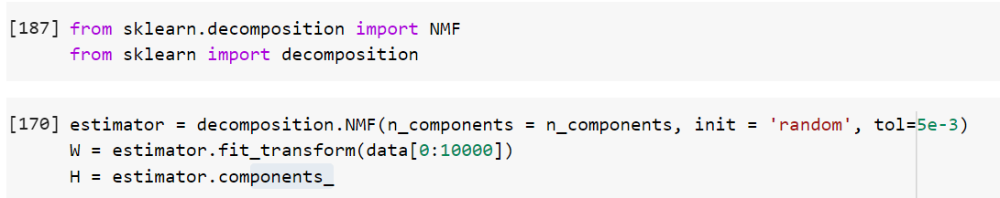 [187] from sklearn.decomposition import NMF
from sklearn import decomposition
[170] estimator = decomposition.NMF(n_components = n_components, init = 'random', tol=5e-3)
W = estimator.fit_transform(data[0:10000])
H = estimator.components_